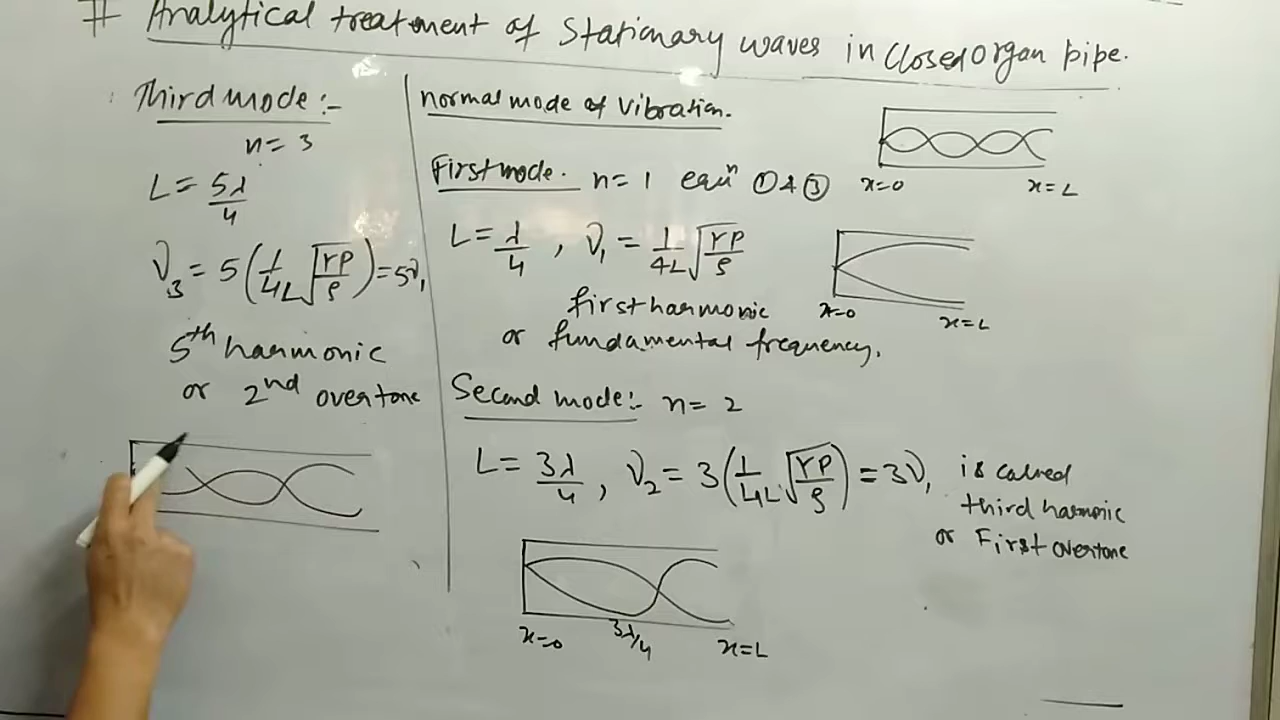 # Analytical treatment of Stationary waves in Closed Organ pipe.
Third mode :-
n = 3
L = 5λ/4
ν₃ = 5(1/4L √(γP/ρ)) = 5ν₁
5th harmonic
or 2nd overtone
normal mode of vibration.
First mode. n = 1 equⁿ ① & ③
L = λ/4 , ν₁ = 1/4L √(γP/ρ)
first harmonic
or fundamental frequency.
Second mode :- n = 2
L = 3λ/4 , ν₂ = 3(1/4L √(γP/ρ)) = 3ν₁ is called
third harmonic
or First overtone
x=0 x=L
x=0 x=L
x=0 3λ/4 x=L